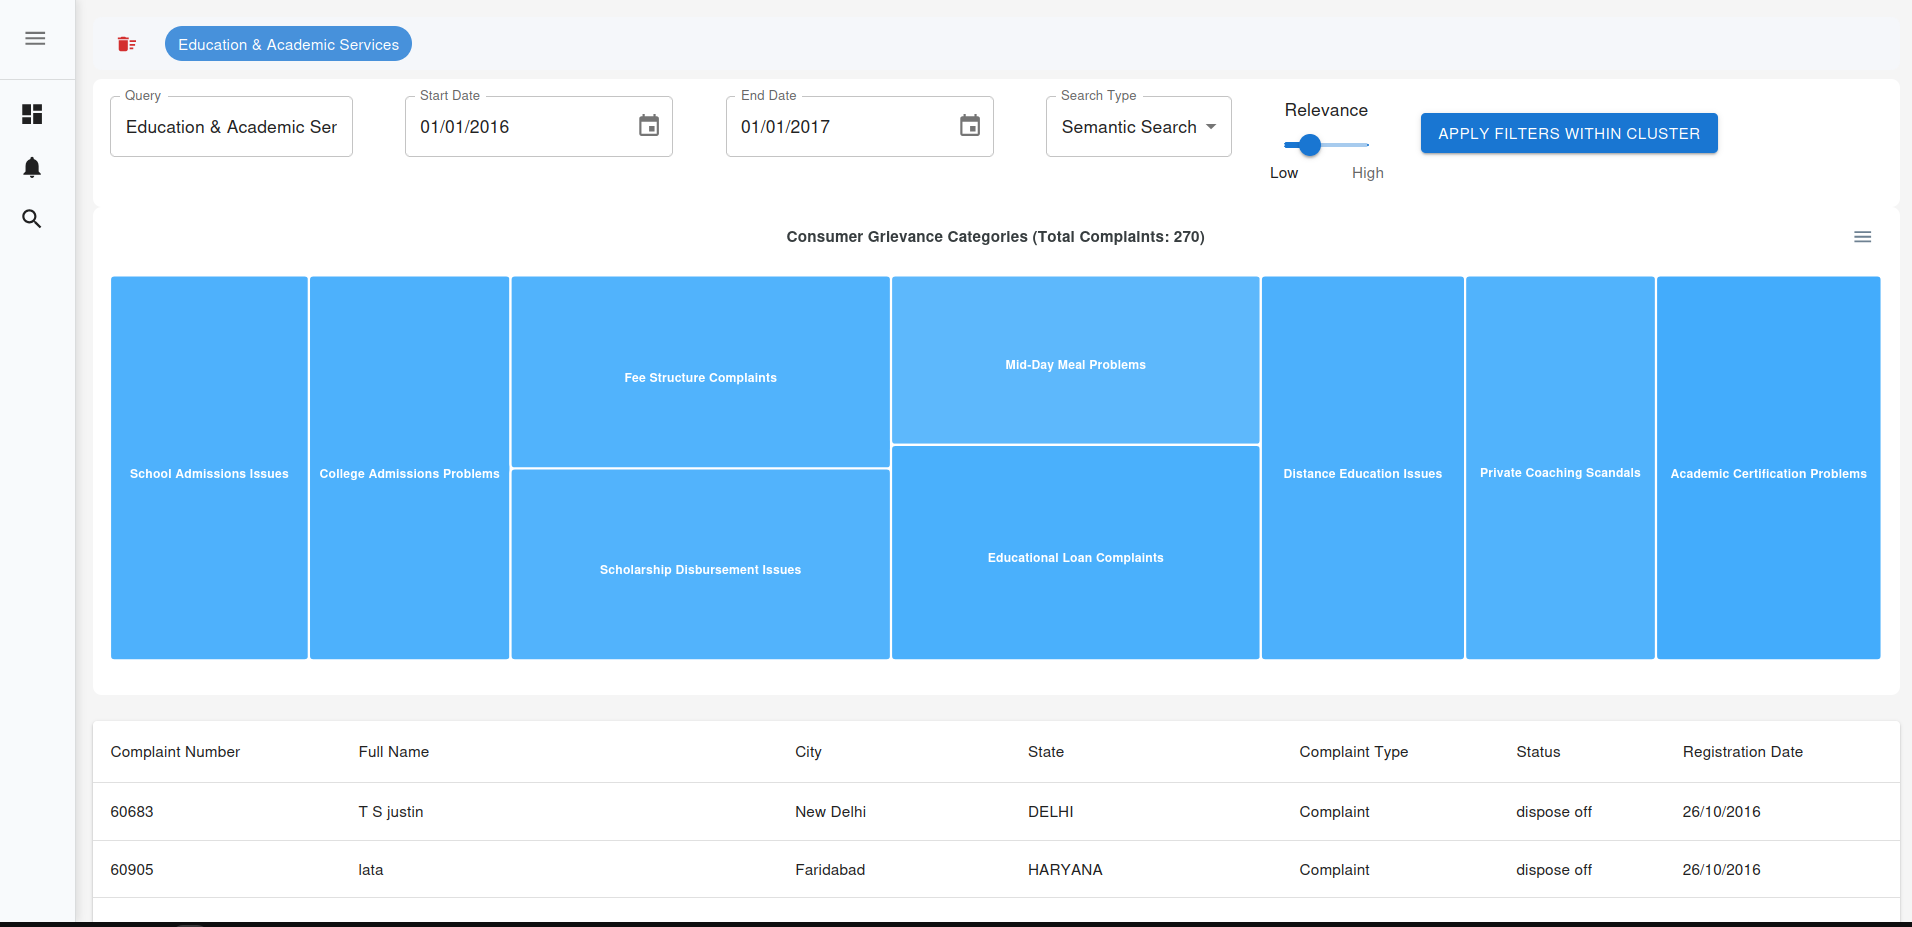 Education & Academic Services
Query
Education & Academic Ser
Start Date
01/01/2016
End Date
01/01/2017
Search Type
Semantic Search
Relevance
Low
High
APPLY FILTERS WITHIN CLUSTER
Consumer Grievance Categories (Total Complaints: 270)
School Admissions Issues
College Admissions Problems
Fee Structure Complaints
Scholarship Disbursement Issues
Mid-Day Meal Problems
Educational Loan Complaints
Distance Education Issues
Private Coaching Scandals
Academic Certification Problems
Complaint Number Full Name City State Complaint Type Status Registration Date
60683 T S justin New Delhi DELHI Complaint dispose off 26/10/2016
60905 lata Faridabad HARYANA Complaint dispose off 26/10/2016